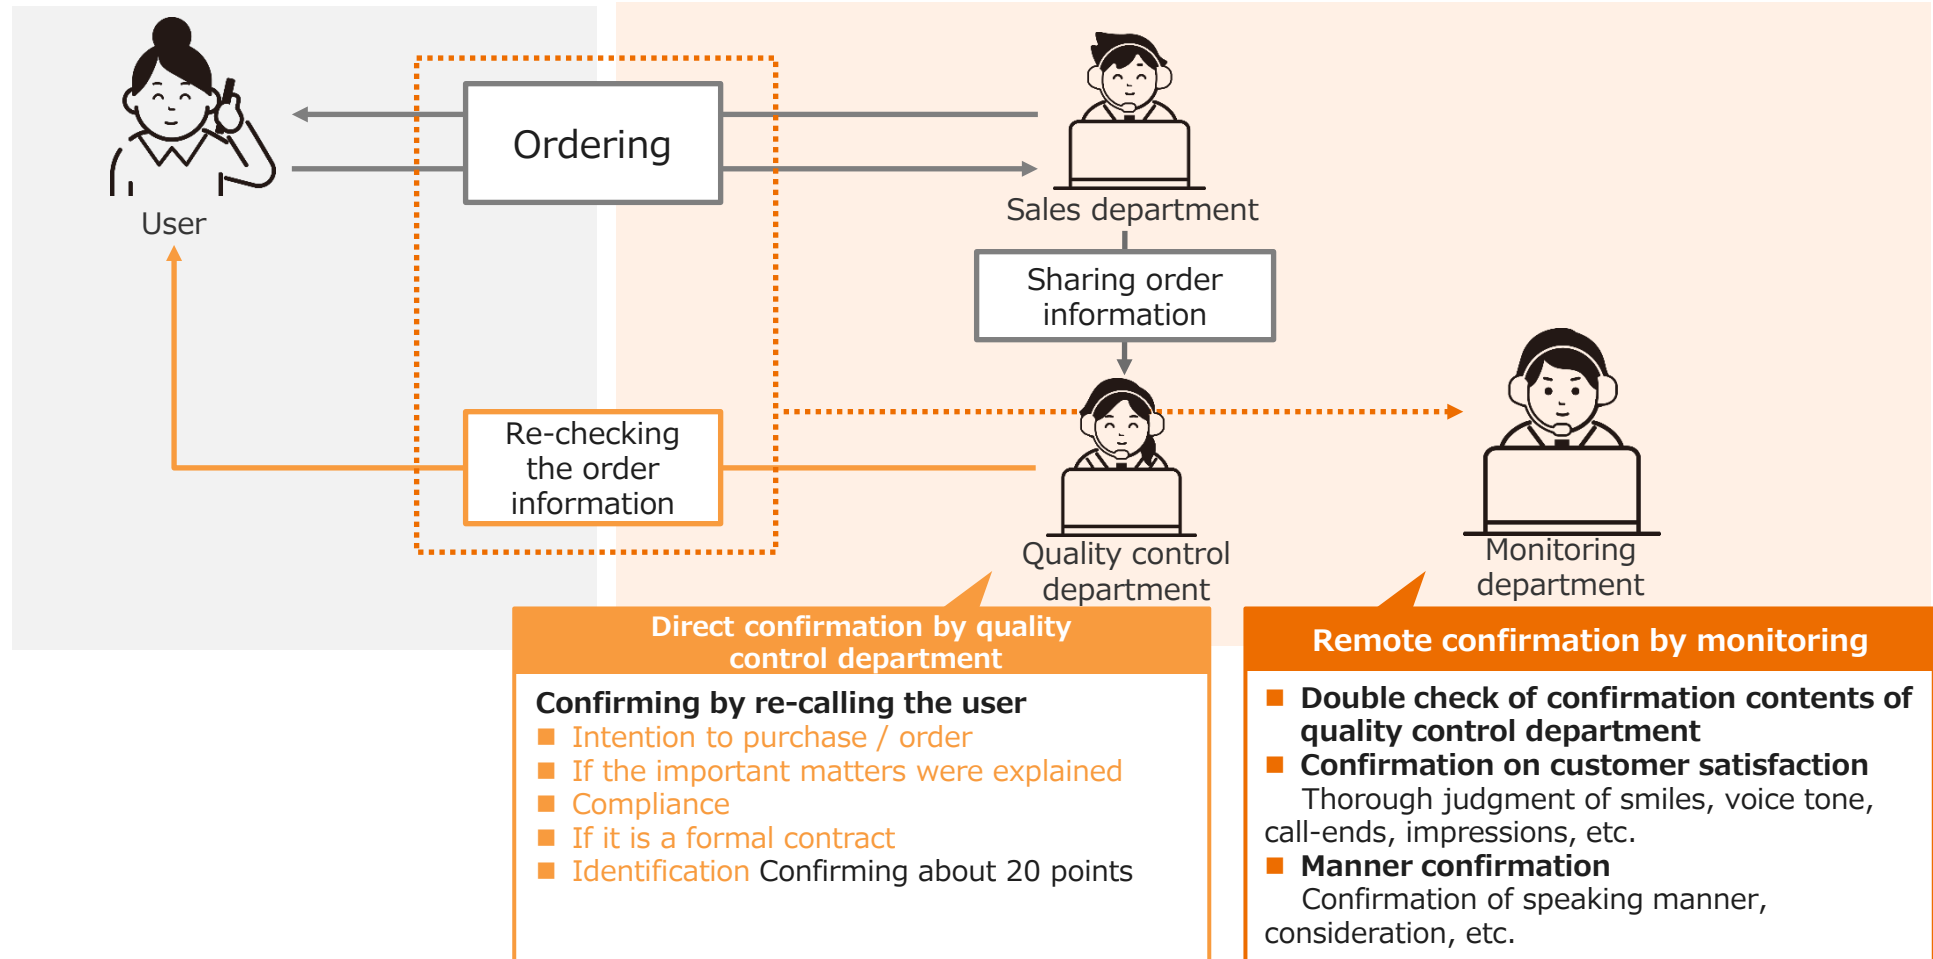 Ordering
User
Sales department
Sharing order
information
Re-checking
the order
information
Quality control
department
Monitoring
department
Direct confirmation by quality
control department
Confirming by re-calling the user
■ Intention to purchase / order
■ If the important matters were explained
■ Compliance
■ If it is a formal contract
■ Identification Confirming about 20 points
Remote confirmation by monitoring
■ Double check of confirmation contents of
quality control department
■ Confirmation on customer satisfaction
Thorough judgment of smiles, voice tone,
call-ends, impressions, etc.
■ Manner confirmation
Confirmation of speaking manner,
consideration, etc.